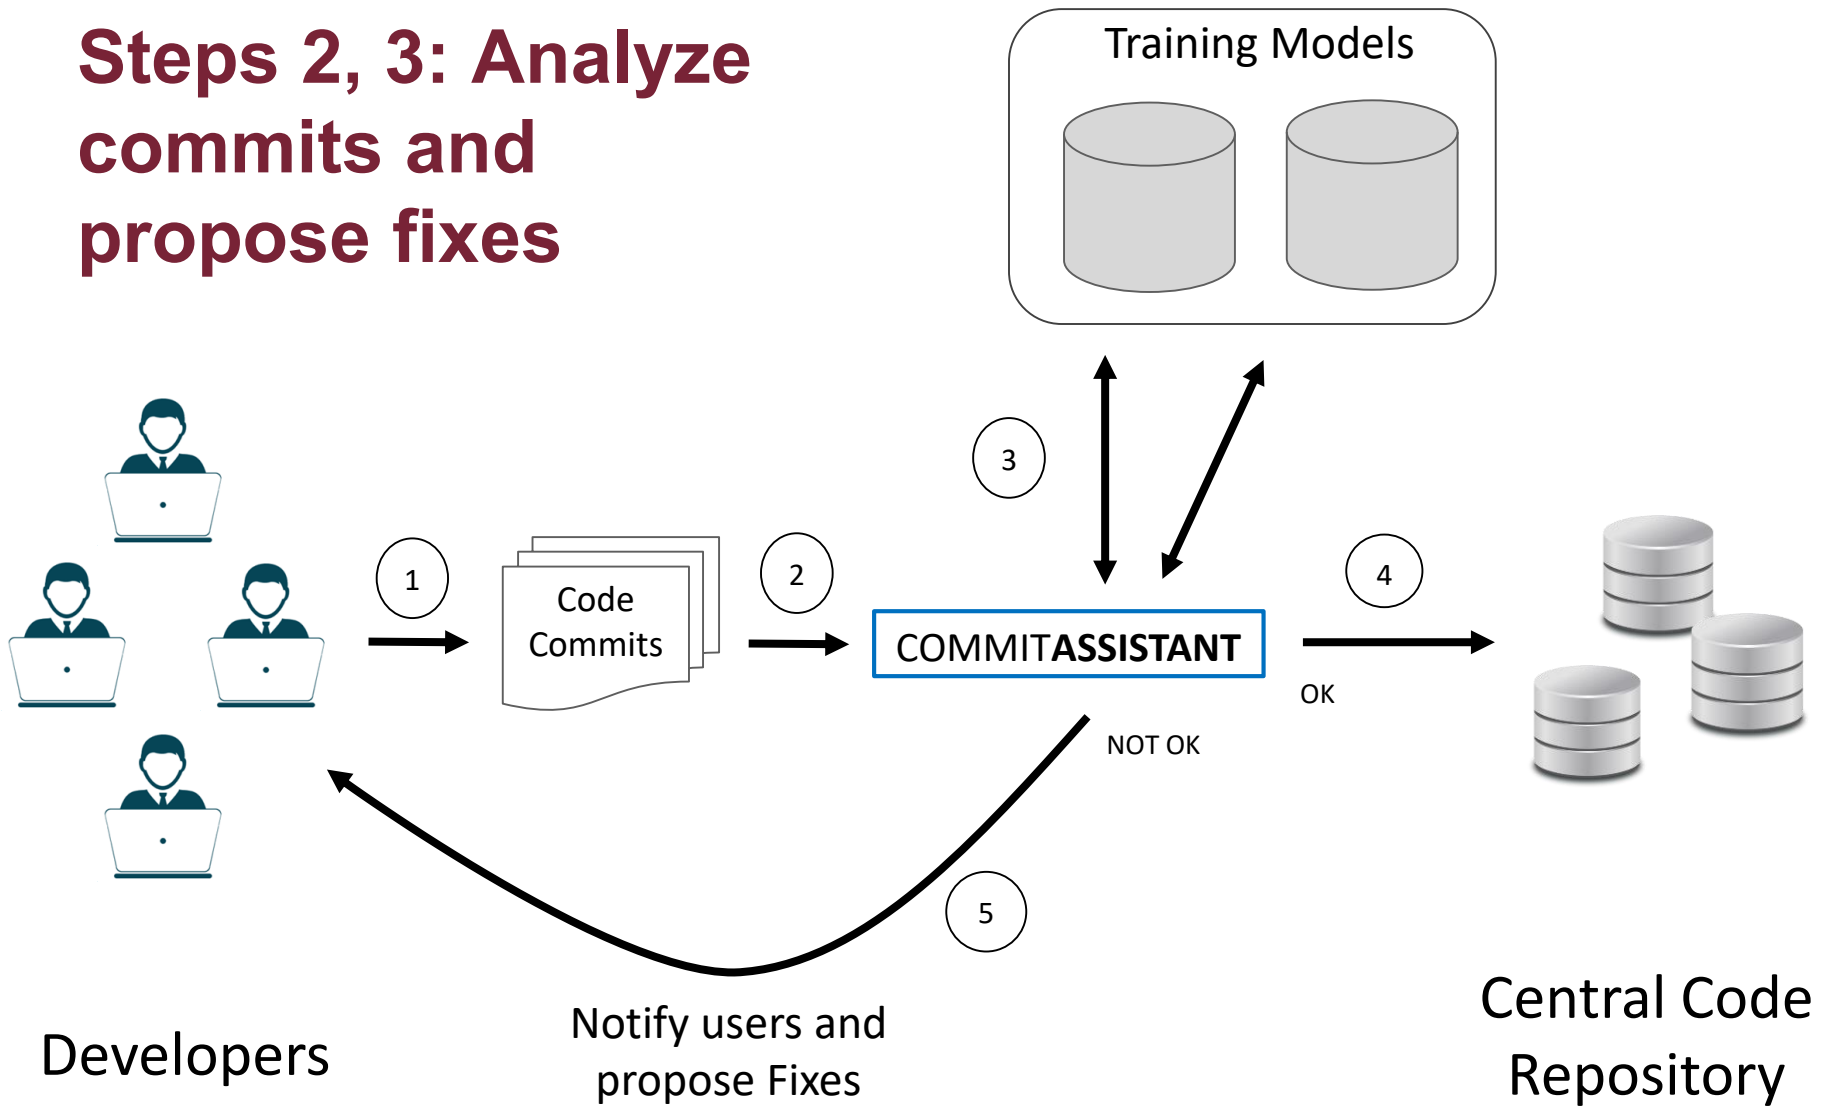 Steps 2, 3: Analyze
commits and
propose fixes
Training Models
3
1
Code
Commits
2
COMMITASSISTANT
4
OK
NOT OK
5
Notify users and
propose Fixes
Developers
Central Code
Repository